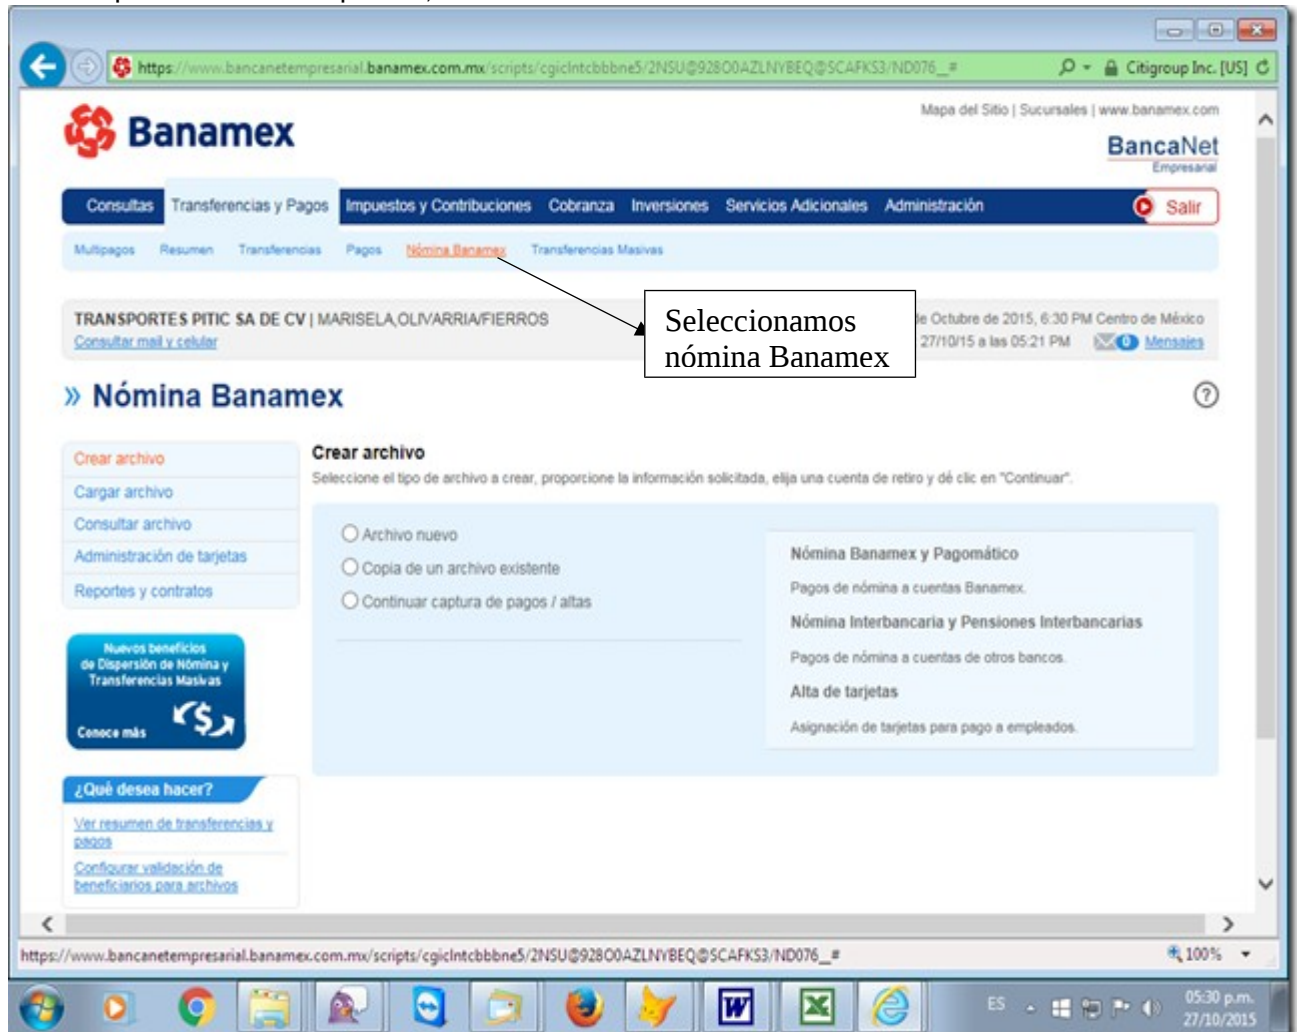 https://www.bancanetempresarial.banamex.com.mx/scripts/cgiclntcbbbne5/2NSU@928O0AZLNYBEQ@SCAFKS3/ND076__#
Citigroup Inc. [US]
Mapa del Sitio | Sucursales | www.banamex.com
Banamex
BancaNet
Empresarial
Consultas Transferencias y Pagos Impuestos y Contribuciones Cobranza Inversiones Servicios Adicionales Administración Salir
Multipagos Resumen Transferencias Pagos Nómina Banamex Transferencias Masivas
Seleccionamos
nómina Banamex
TRANSPORTES PITIC SA DE CV | MARISELA,OLIVARRIA/FIERROS
de Octubre de 2015, 6:30 PM Centro de México
Consultar mail y celular
27/10/15 a las 05:21 PM 0 Mensajes
» Nómina Banamex
?
Crear archivo
Cargar archivo
Consultar archivo
Administración de tarjetas
Reportes y contratos
Crear archivo
Seleccione el tipo de archivo a crear, proporcione la información solicitada, elija una cuenta de retiro y dé clic en "Continuar".
Archivo nuevo
Copia de un archivo existente
Continuar captura de pagos / altas
Nómina Banamex y Pagomático
Pagos de nómina a cuentas Banamex.
Nómina Interbancaria y Pensiones Interbancarias
Pagos de nómina a cuentas de otros bancos.
Alta de tarjetas
Asignación de tarjetas para pago a empleados.
Nuevos beneficios
de Dispersión de Nómina y
Transferencias Masivas
Conoce más
¿Qué desea hacer?
Ver resumen de transferencias y
pagos
Configurar validación de
beneficiarios para archivos
https://www.bancanetempresarial.banamex.com.mx/scripts/cgiclntcbbbne5/2NSU@928O0AZLNYBEQ@SCAFKS3/ND076__#
100%
ES
05:30 p.m.
27/10/2015